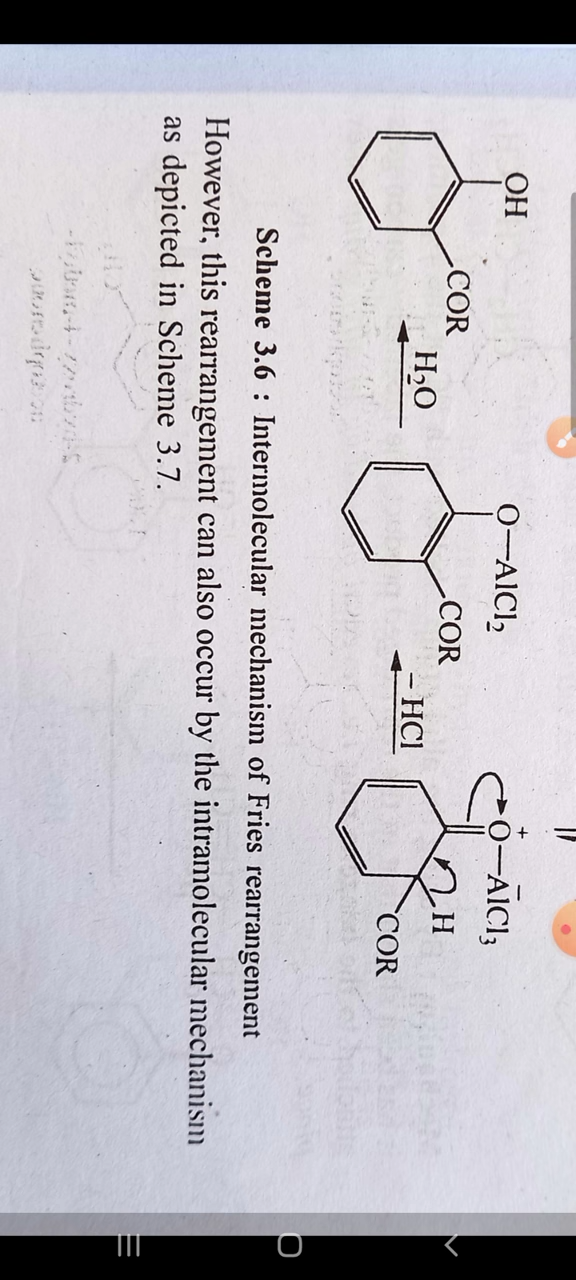 OH
COR
H₂O
O—AlCl₂
COR
– HCl
+
O—AlCl₃
–
H
COR
Scheme 3.6 : Intermolecular mechanism of Fries rearrangement
However, this rearrangement can also occur by the intramolecular mechanism
as depicted in Scheme 3.7.